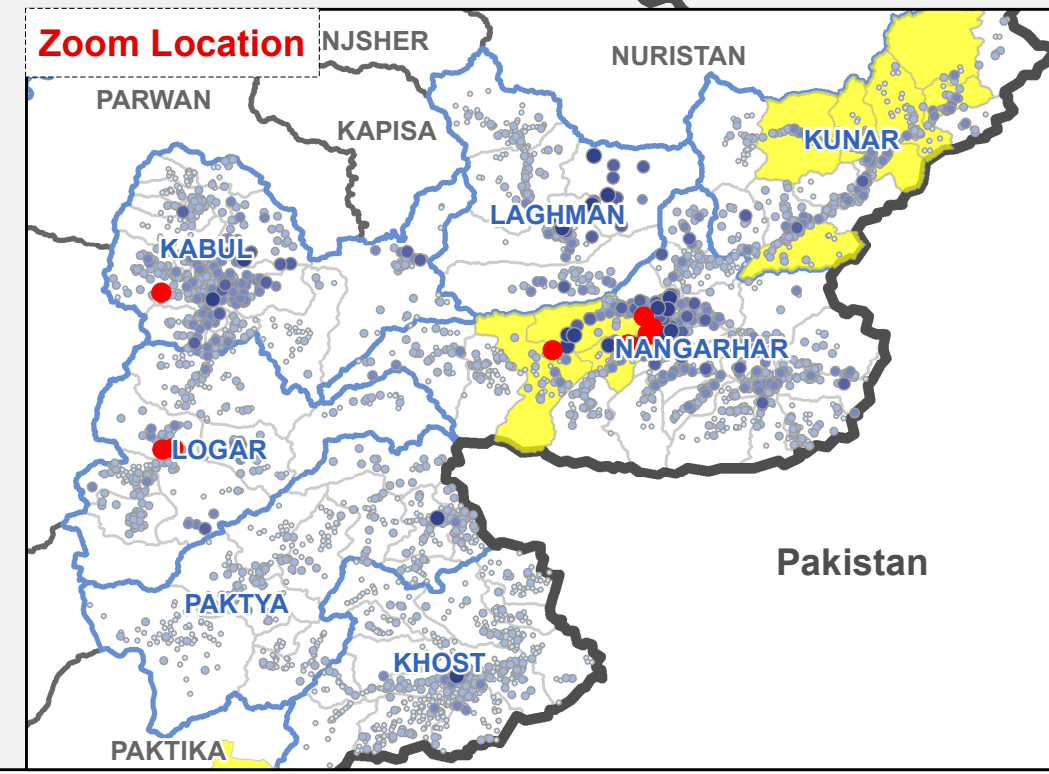 Zoom Location
NJSHER
NURISTAN
PARWAN
KAPISA
KUNAR
LAGHMAN
KABUL
NANGARHAR
LOGAR
Pakistan
PAKTYA
KHOST
PAKTIKA